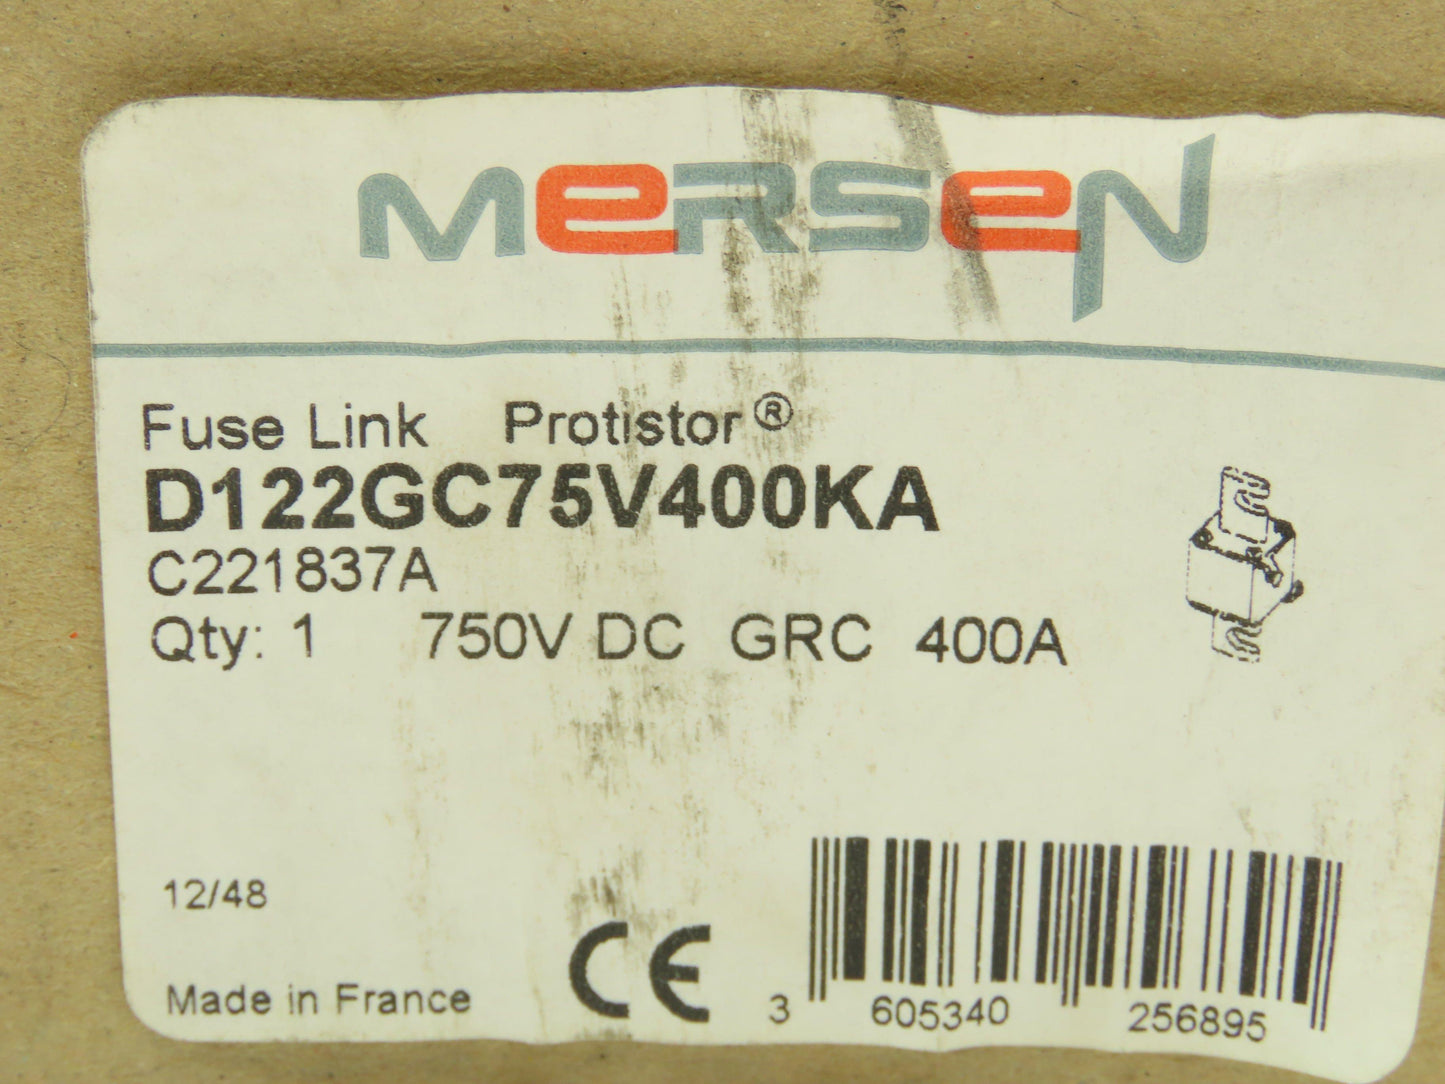 MERSEN
Fuse Link Protistor®
D122GC75V400KA
C221837A
Qty: 1 750V DC GRC 400A
12/48
CE
Made in France
3 605340 256895